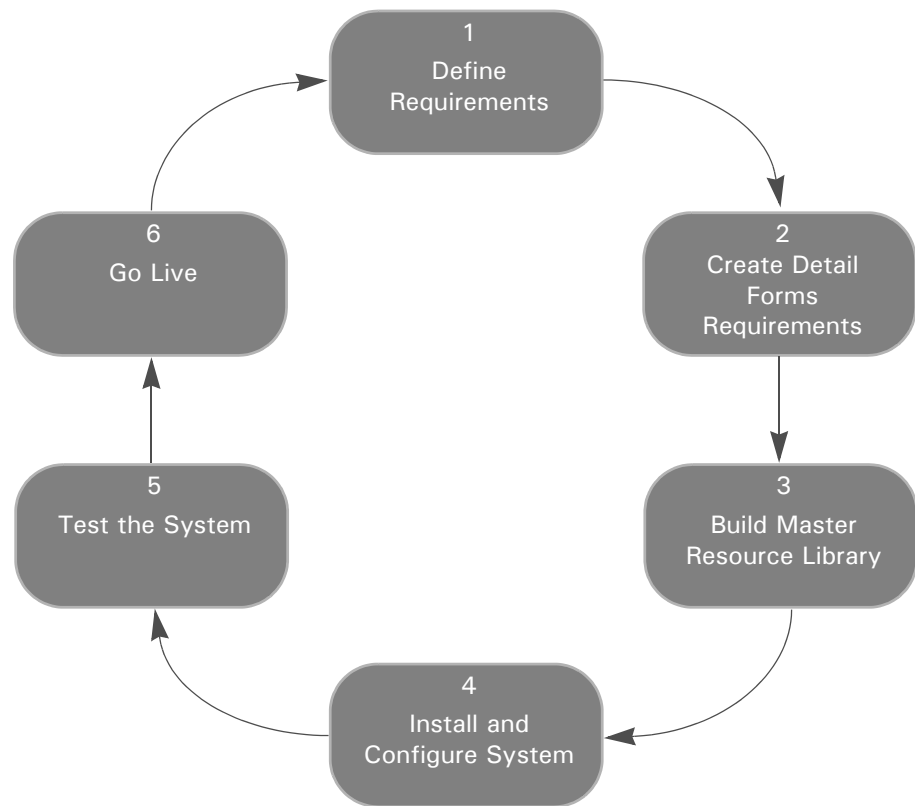 1
Define
Requirements
2
Create Detail
Forms
Requirements
3
Build Master
Resource Library
4
Install and
Configure System
5
Test the System
6
Go Live